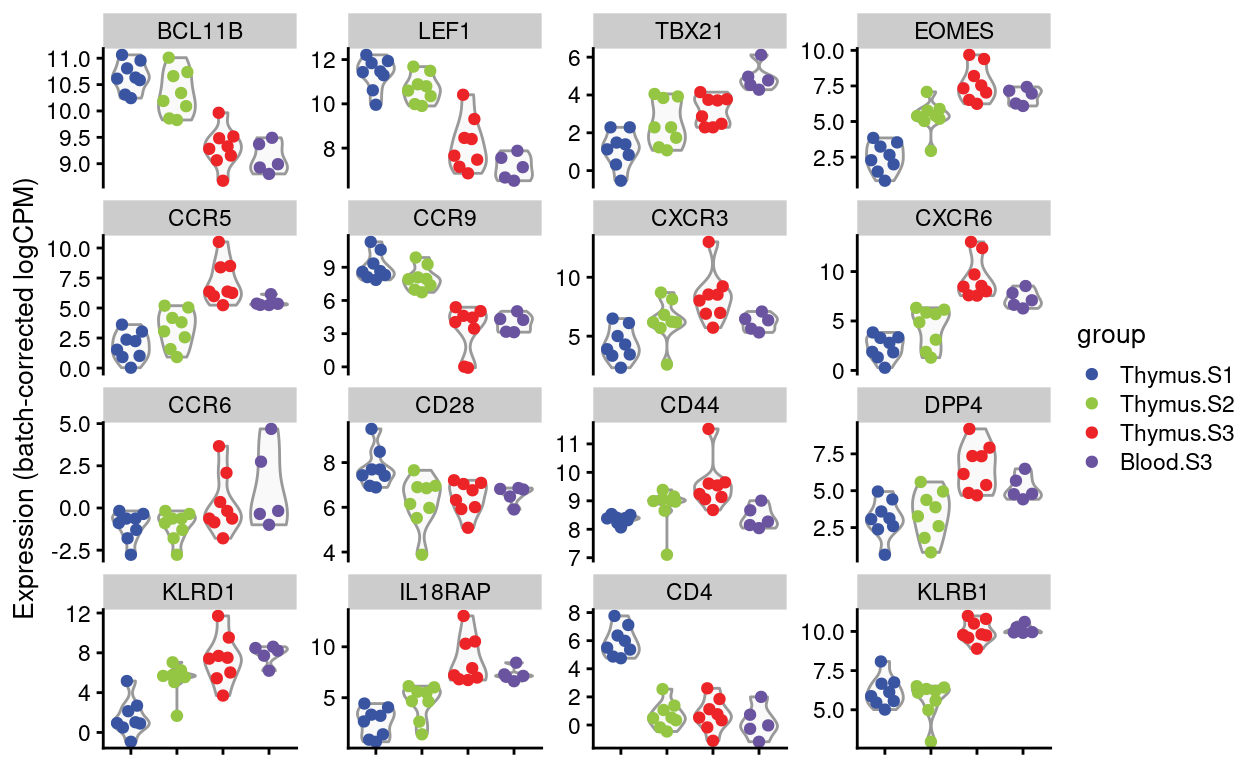 BCL11B LEF1 TBX21 EOMES
11.0 10.5 10.0 9.5 9.0
12 10 8
6 4 2 0
10.0 7.5 5.0 2.5
CCR5 CCR9 CXCR3 CXCR6
10.0 7.5 5.0 2.5 0.0
9 6 3 0
10 5
10 5 0
CCR6 CD28 CD44 DPP4
5.0 2.5 0.0 -2.5
8 6 4
11 10 9 8 7
7.5 5.0 2.5
KLRD1 IL18RAP CD4 KLRB1
12 8 4 0
10 5
8 6 4 2 0
10.0 7.5 5.0
Expression (batch-corrected logCPM)
group
Thymus.S1
Thymus.S2
Thymus.S3
Blood.S3